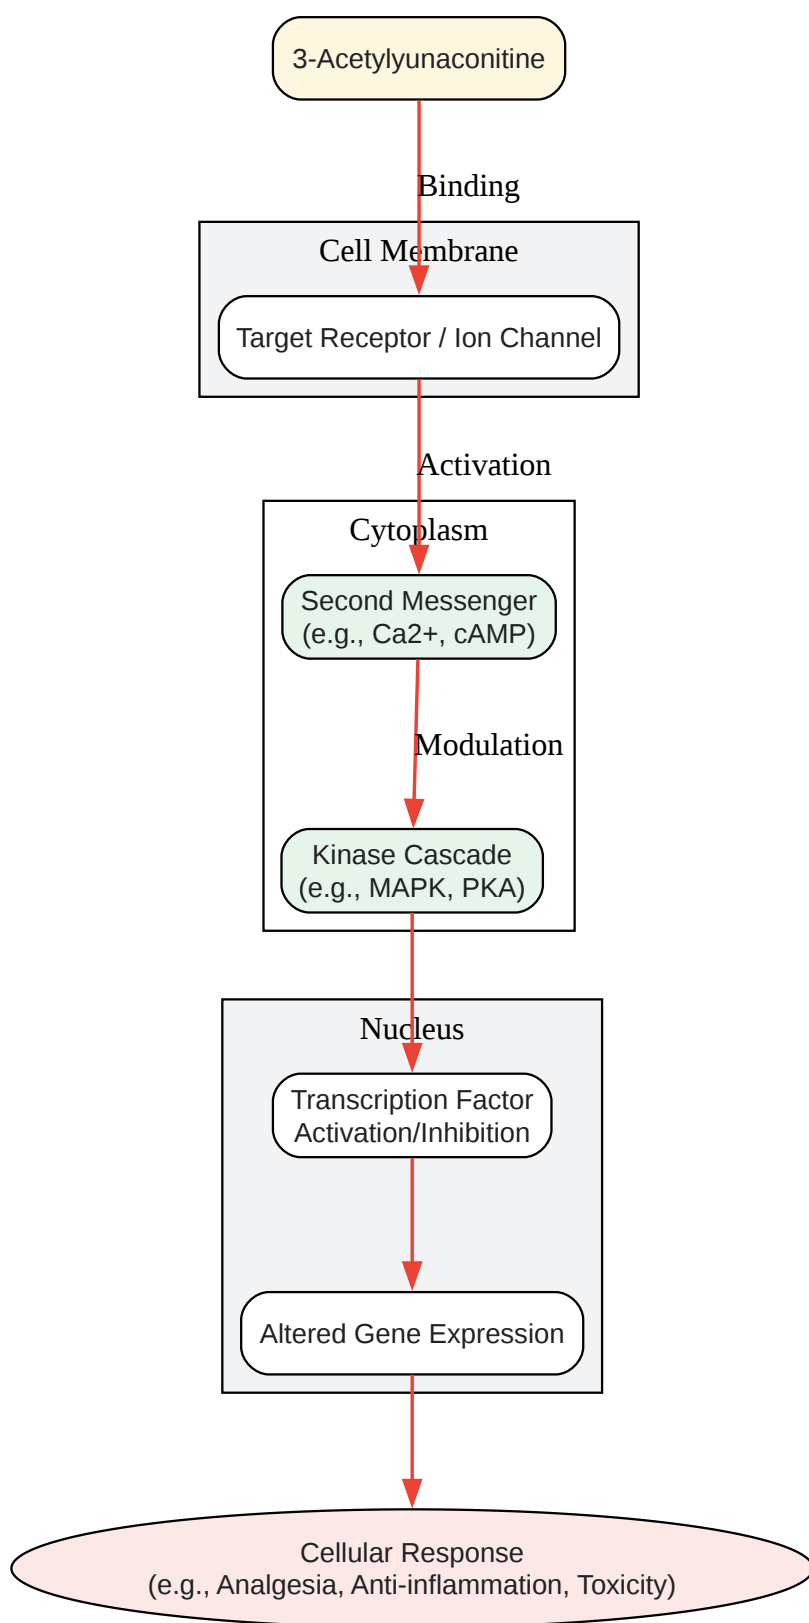 3-Acetylyunaconitine
Binding
Cell Membrane
Target Receptor / Ion Channel
Activation
Cytoplasm
Second Messenger
(e.g., Ca2+, cAMP)
Modulation
Kinase Cascade
(e.g., MAPK, PKA)
Nucleus
Transcription Factor
Activation/Inhibition
Altered Gene Expression
Cellular Response
(e.g., Analgesia, Anti-inflammation, Toxicity)